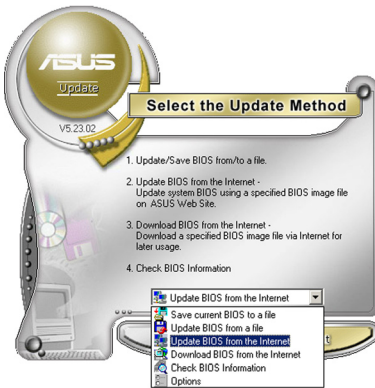 ASUS
Update
V5.23.02
Select the Update Method
1. Update/Save BIOS from/to a file.
2. Update BIOS from the Internet -
Update system BIOS using a specified BIOS image file
on ASUS Web Site.
3. Download BIOS from the Internet -
Download a specified BIOS image file via Internet for
later usage.
4. Check BIOS Information
Update BIOS from the Internet
Save current BIOS to a file
Update BIOS from a file
Update BIOS from the Internet
Download BIOS from the Internet
Check BIOS Information
Options